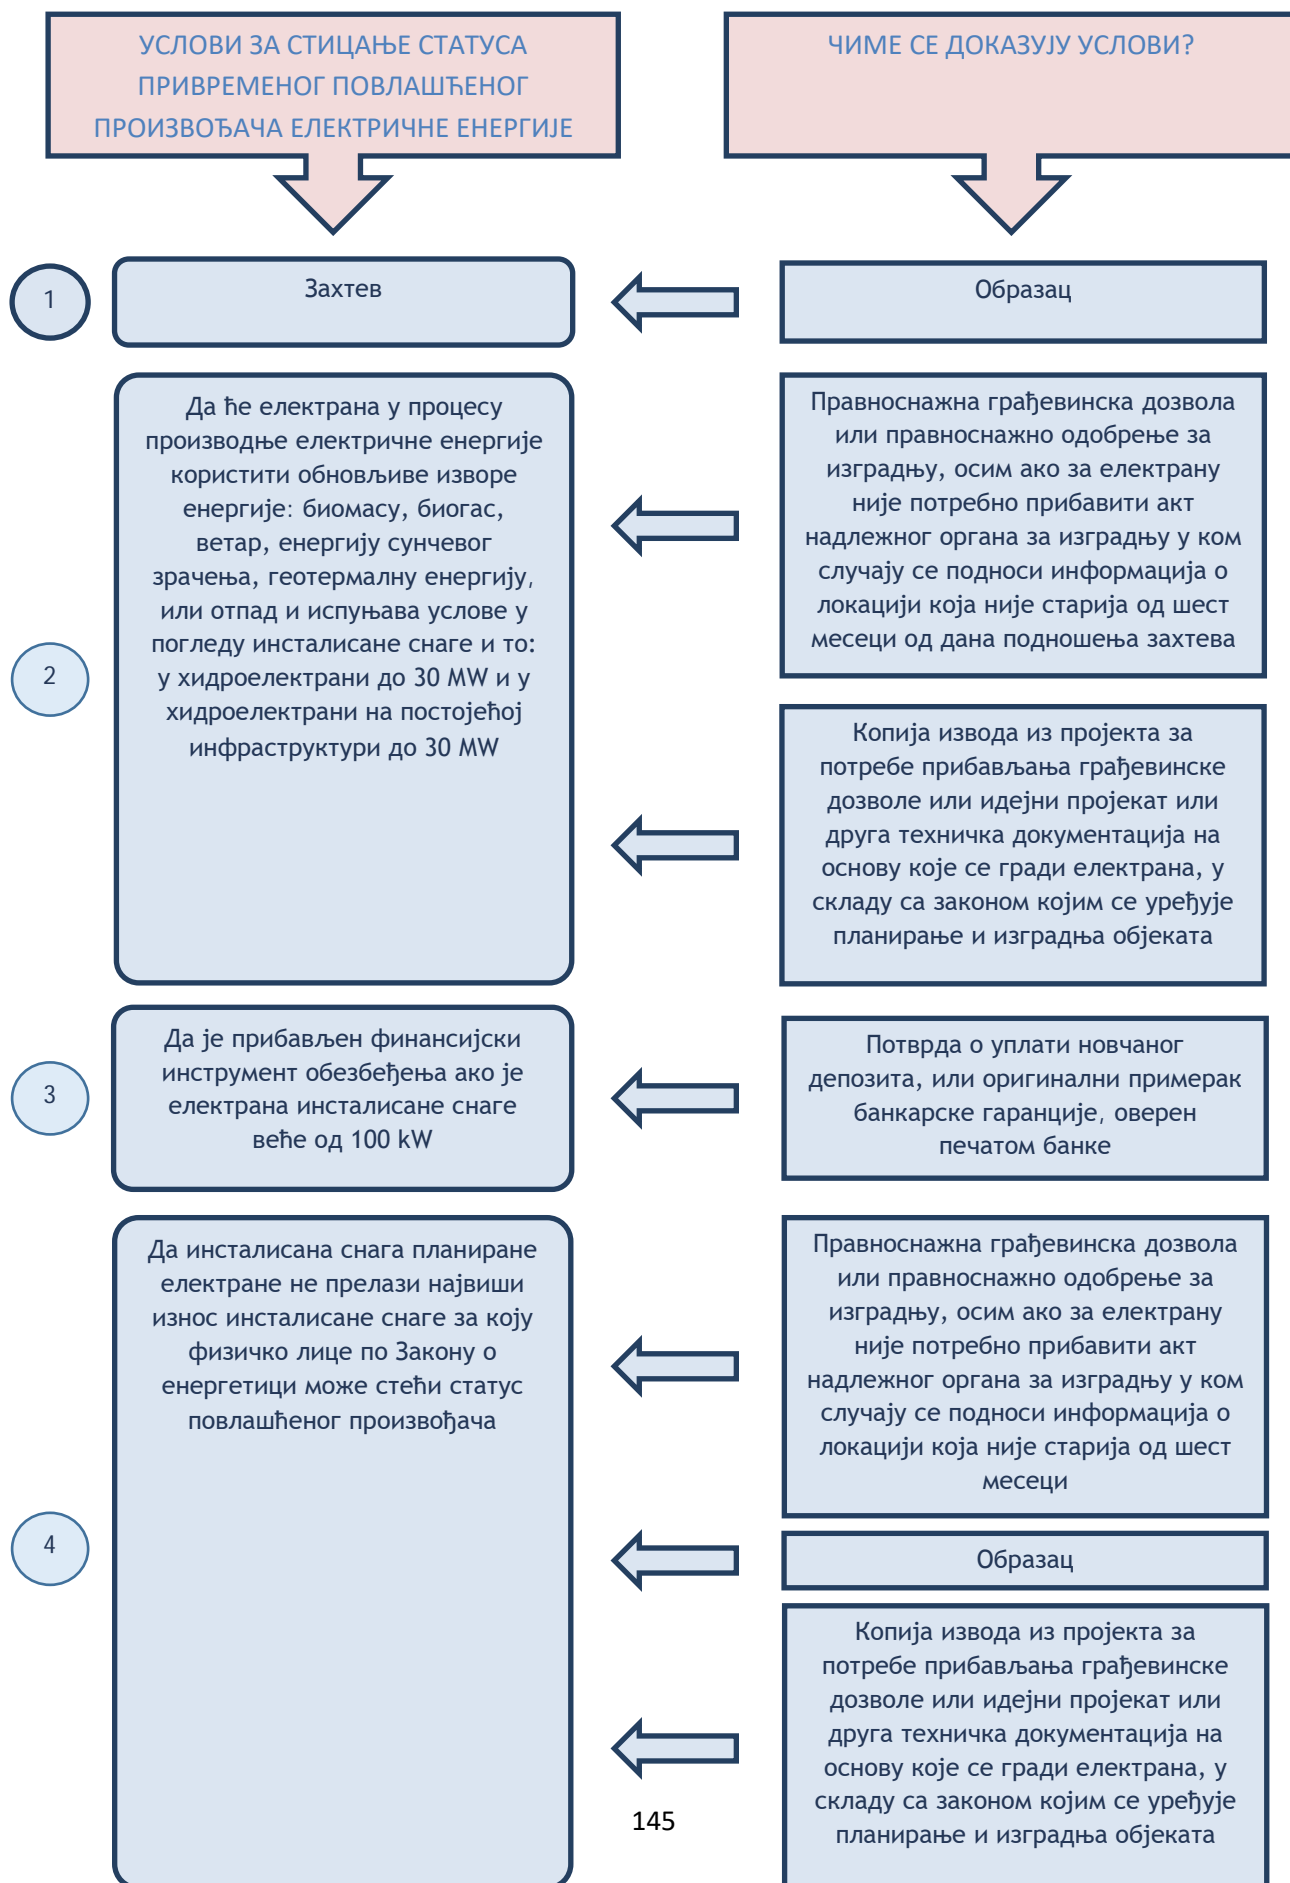 УСЛОВИ ЗА СТИЦАЊЕ СТАТУСА
ПРИВРЕМЕНОГ ПОВЛАШЋЕНОГ
ПРОИЗВОЂАЧА ЕЛЕКТРИЧНЕ ЕНЕРГИЈЕ
ЧИМЕ СЕ ДОКАЗУЈУ УСЛОВИ?
1
Захтев
Образац
2
Да ће електрана у процесу
производње електричне енергије
користити обновљиве изворе
енергије: биомасу, биогас,
ветар, енергију сунчевог
зрачења, геотермалну енергију,
или отпад и испуњава услове у
погледу инсталисане снаге и то:
у хидроелектрани до 30 MW и у
хидроелектрани на постојећој
инфраструктури до 30 MW
Правноснажна грађевинска дозвола
или правноснажно одобрење за
изградњу, осим ако за електрану
није потребно прибавити акт
надлежног органа за изградњу у ком
случају се подноси информација о
локацији која није старија од шест
месеци од дана подношења захтева
Копија извода из пројекта за
потребе прибављања грађевинске
дозволе или идејни пројекат или
друга техничка документација на
основу које се гради електрана, у
складу са законом којим се уређује
планирање и изградња објеката
3
Да је прибављен финансијски
инструмент обезбеђења ако је
електрана инсталисане снаге
веће од 100 kW
Потврда о уплати новчаног
депозита, или оригинални примерак
банкарске гаранције, оверен
печатом банке
4
Да инсталисана снага планиране
електране не прелази највиши
износ инсталисане снаге за коју
физичко лице по Закону о
енергетици може стећи статус
повлашћеног произвођача
Правноснажна грађевинска дозвола
или правноснажно одобрење за
изградњу, осим ако за електрану
није потребно прибавити акт
надлежног органа за изградњу у ком
случају се подноси информација о
локацији која није старија од шест
месеци
Образац
Копија извода из пројекта за
потребе прибављања грађевинске
дозволе или идејни пројекат или
друга техничка документација на
основу које се гради електрана, у
складу са законом којим се уређује
планирање и изградња објеката
145